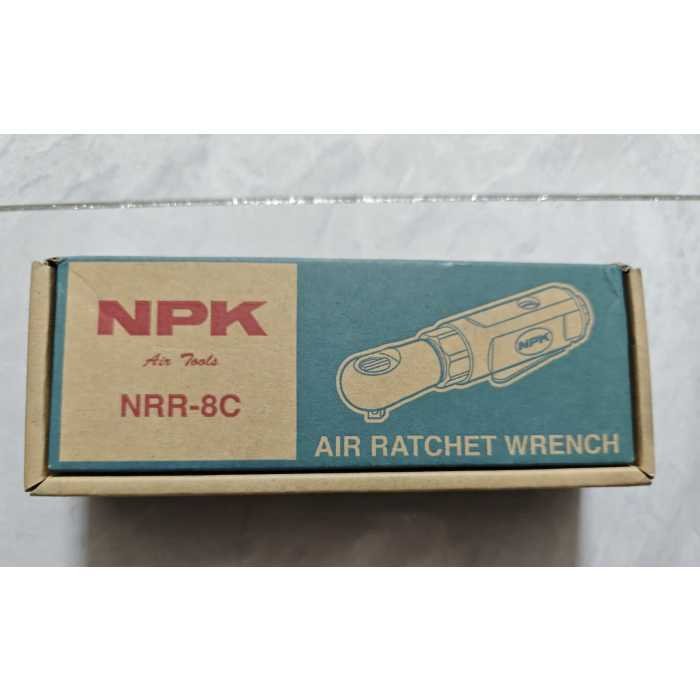 NPK
Air Tools
NRR-8C
NPK
AIR RATCHET WRENCH